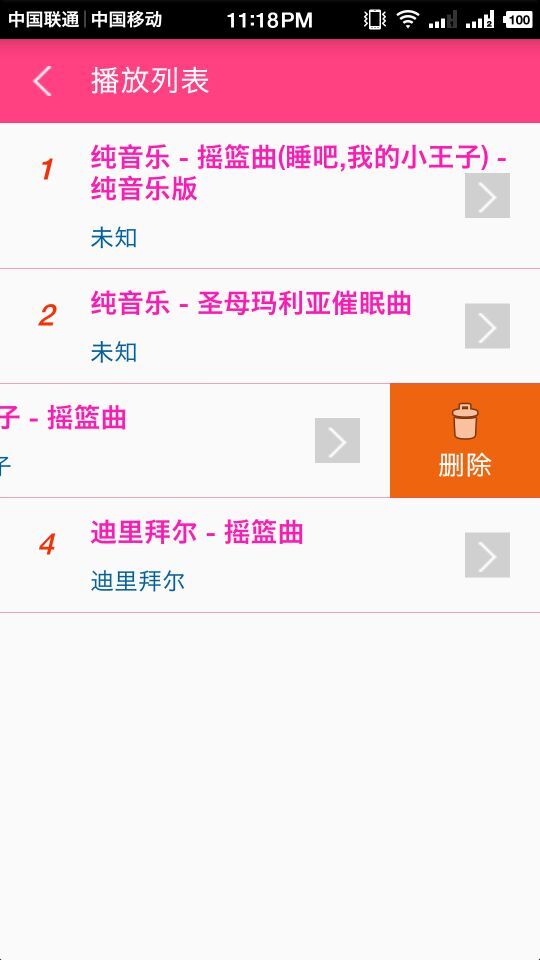 中国联通 中国移动 11:18PM 100
播放列表
1
纯音乐 - 摇篮曲(睡吧,我的小王子) -
纯音乐版
未知
2
纯音乐 - 圣母玛利亚催眠曲
未知
子 - 摇篮曲
子
删除
4
迪里拜尔 - 摇篮曲
迪里拜尔